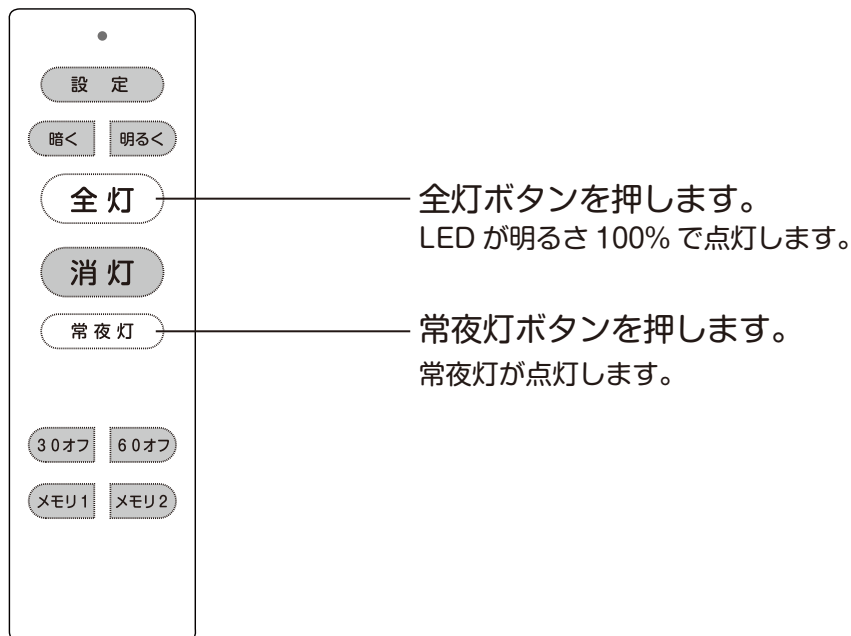 設 定
暗く 明るく
全灯
全灯ボタンを押します。
LED が明るさ 100% で点灯します。
消灯
常夜灯
常夜灯ボタンを押します。
常夜灯が点灯します。
30オフ 60オフ
メモリ1 メモリ2